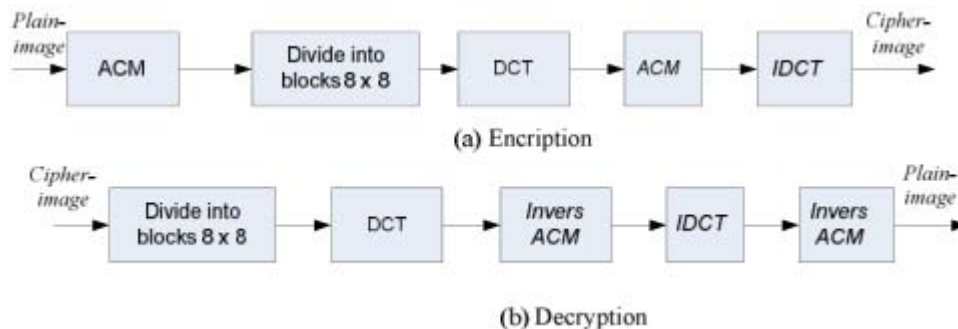 Plain-
image
ACM
Divide into
blocks 8 x 8
DCT
ACM
IDCT
Cipher-
image
(a) Encription
Cipher-
image
Divide into
blocks 8 x 8
DCT
Invers
ACM
IDCT
Invers
ACM
Plain-
image
(b) Decryption